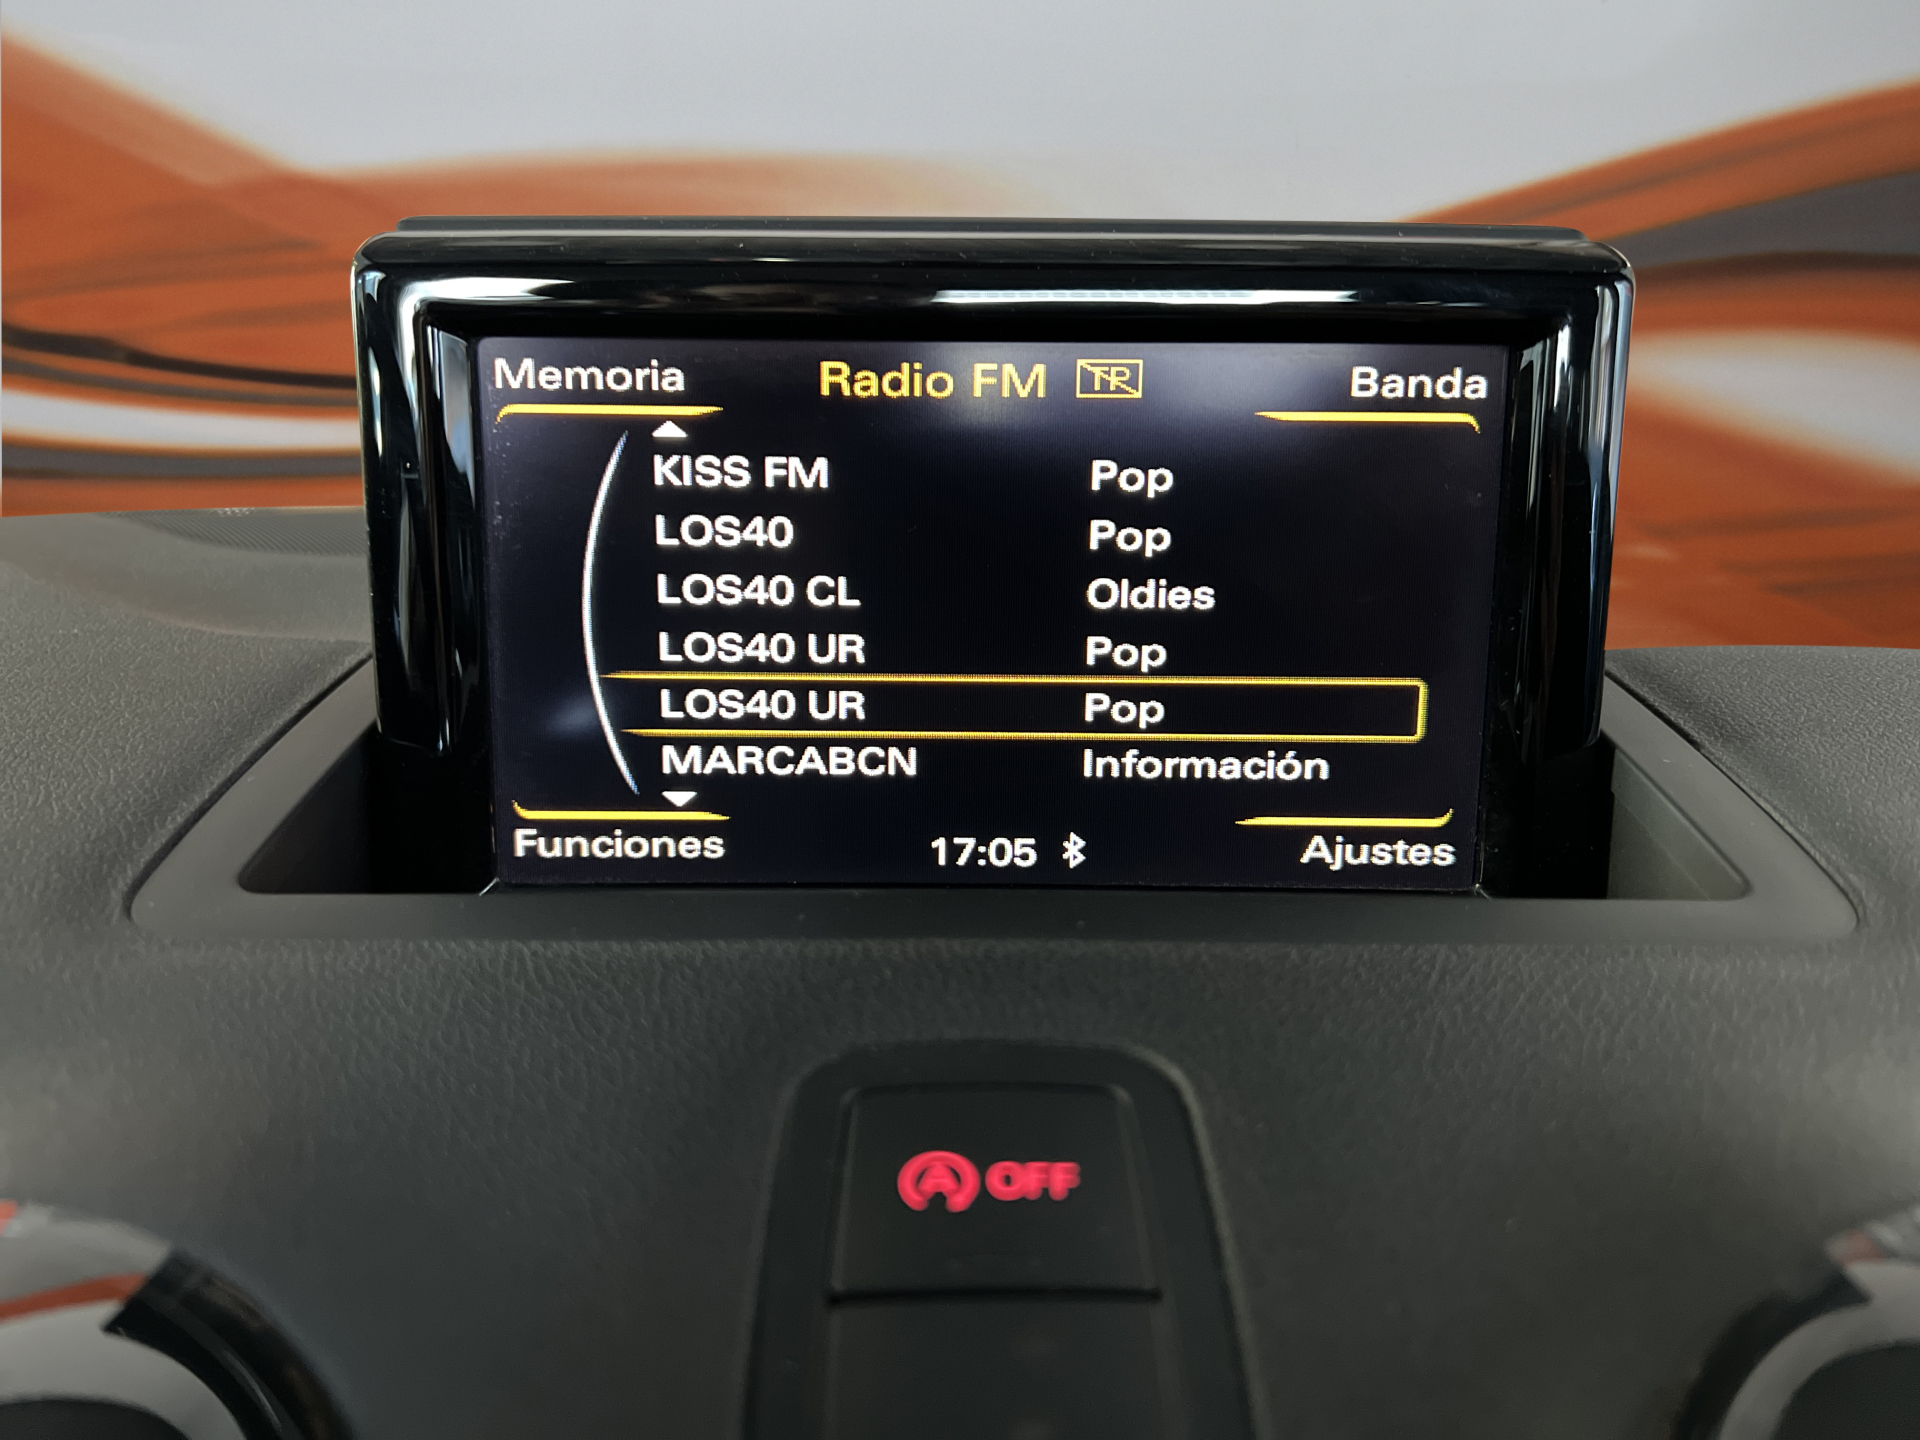 Memoria Radio FM TP Banda
KISS FM Pop
LOS40 Pop
LOS40 CL Oldies
LOS40 UR Pop
LOS40 UR Pop
MARCABCN Información
Funciones 17:05 Ajustes
A OFF